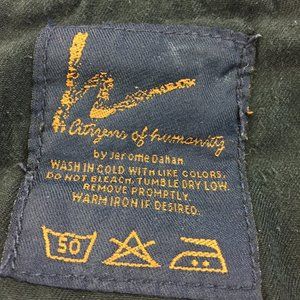 Citizens of humanity
by Jerome Dahan
WASH IN COLD WITH LIKE COLORS.
DO NOT BLEACH, TUMBLE DRY LOW.
REMOVE PROMPTLY.
WARM IRON IF DESIRED.
50